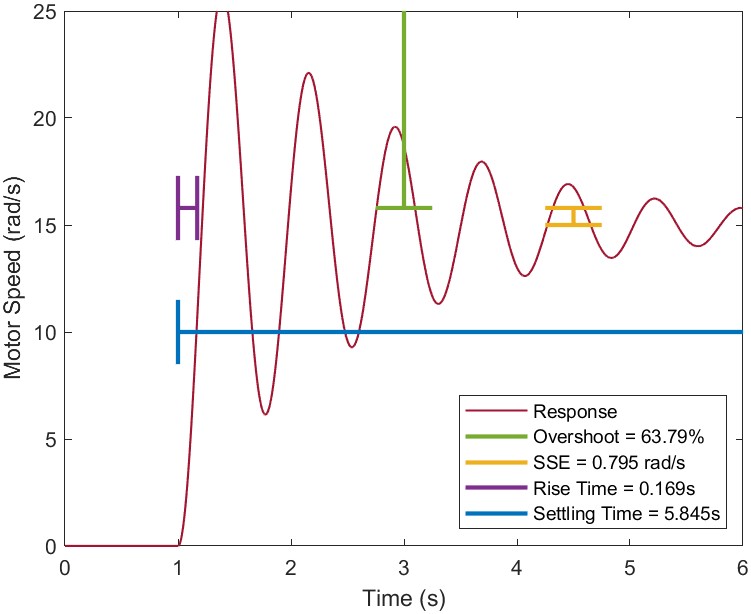 25
20
15
10
5
0
Motor Speed (rad/s)
0 1 2 3 4 5 6
Time (s)
Response
Overshoot = 63.79%
SSE = 0.795 rad/s
Rise Time = 0.169s
Settling Time = 5.845s